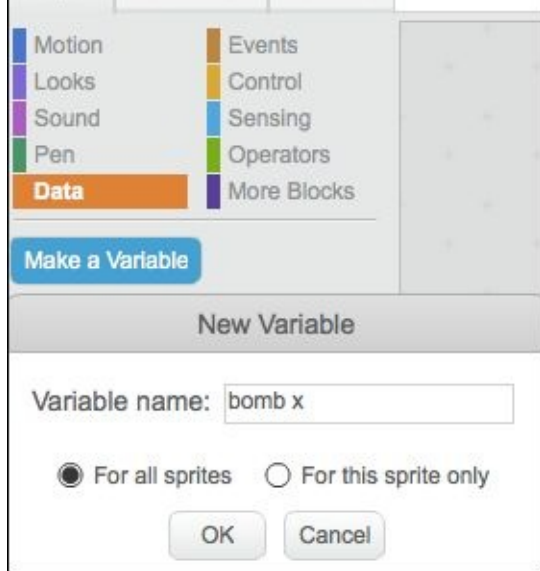 Motion Events
Looks Control
Sound Sensing
Pen Operators
Data More Blocks
Make a Variable
New Variable
Variable name: bomb x
For all sprites For this sprite only
OK Cancel